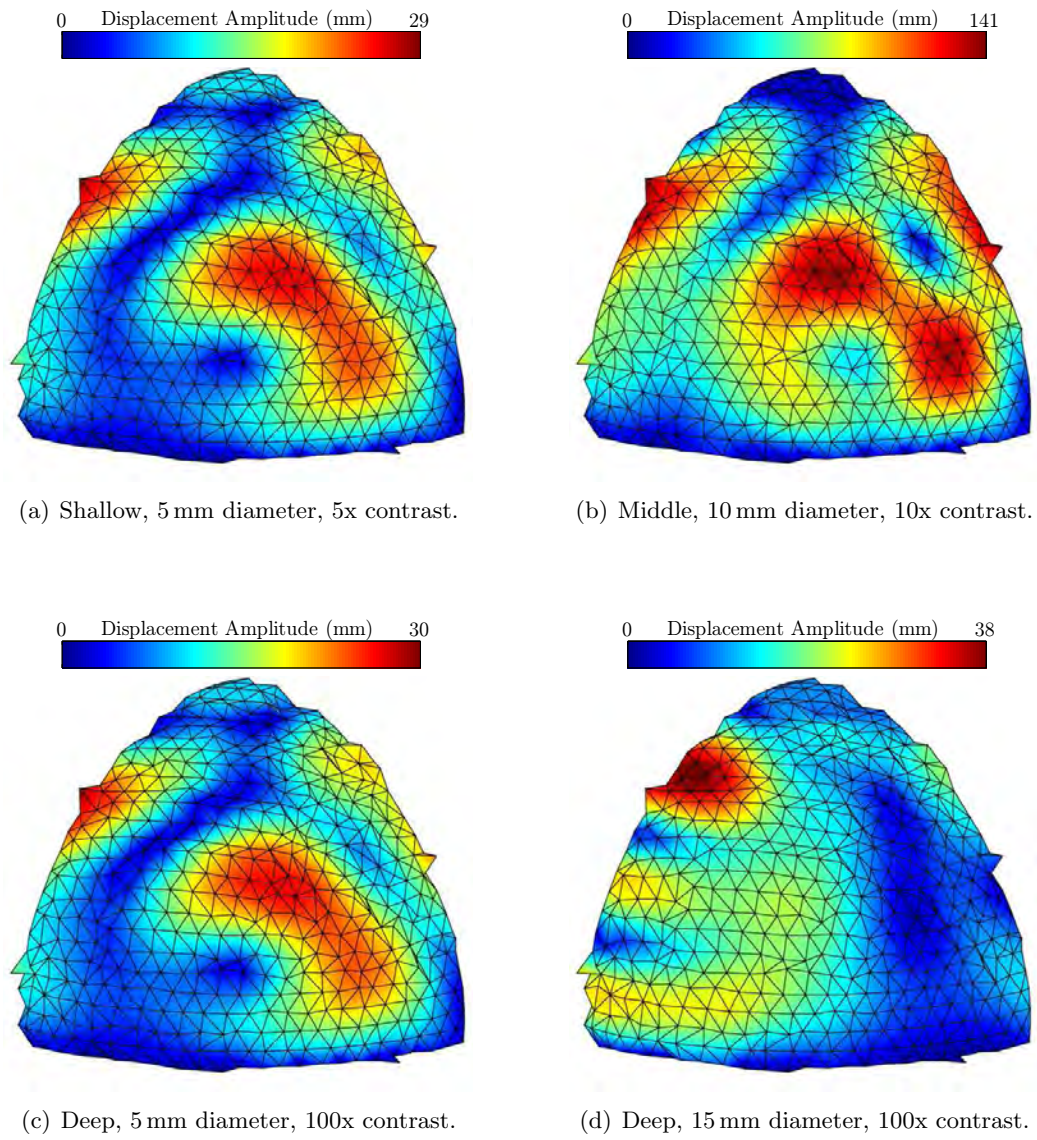 0 Displacement Amplitude (mm) 29
0 Displacement Amplitude (mm) 141
(a) Shallow, 5 mm diameter, 5x contrast.
(b) Middle, 10 mm diameter, 10x contrast.
0 Displacement Amplitude (mm) 30
0 Displacement Amplitude (mm) 38
(c) Deep, 5 mm diameter, 100x contrast.
(d) Deep, 15 mm diameter, 100x contrast.